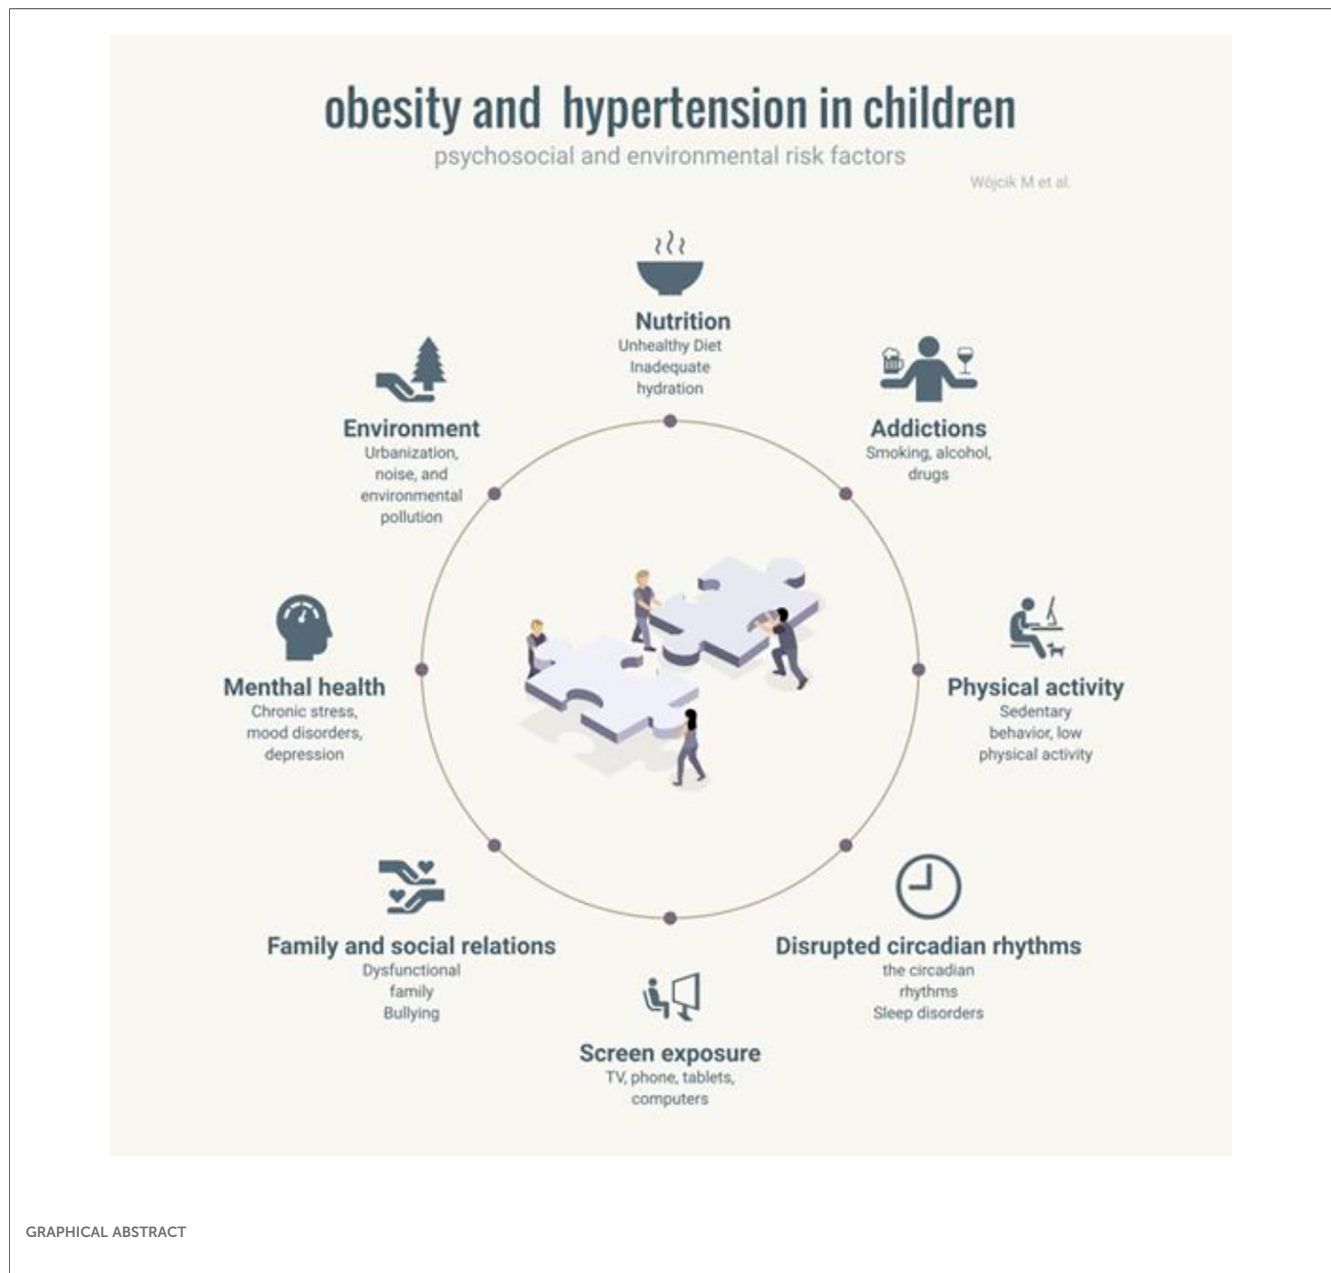 obesity and hypertension in children
psychosocial and environmental risk factors
Wójcik M et al.
Nutrition
Unhealthy Diet
Inadequate
hydration
Addictions
Smoking, alcohol,
drugs
Physical activity
Sedentary
behavior, low
physical activity
Disrupted circadian rhythms
the circadian
rhythms
Sleep disorders
Screen exposure
TV, phone, tablets,
computers
Family and social relations
Dysfunctional
family
Bullying
Menthal health
Chronic stress,
mood disorders,
depression
Environment
Urbanization,
noise, and
environmental
pollution
GRAPHICAL ABSTRACT